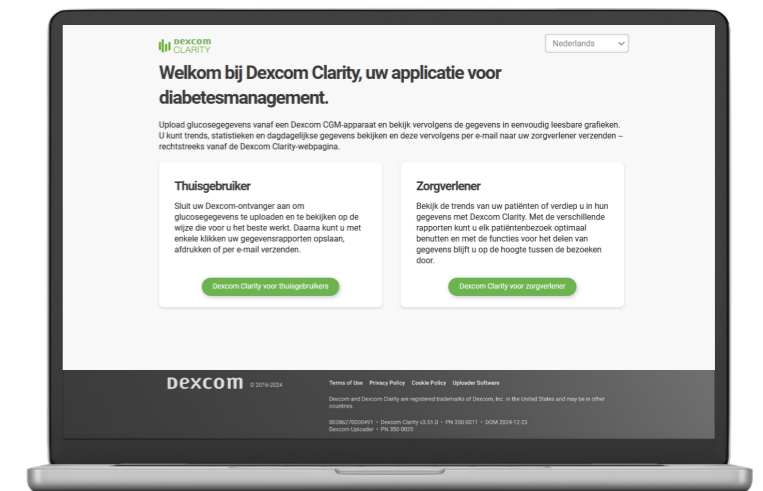 Dexcom
CLARITY
Nederlands
Welkom bij Dexcom Clarity, uw applicatie voor
diabetesmanagement.
Upload glucosegegevens vanaf een Dexcom CGM-apparaat en bekijk vervolgens de gegevens in eenvoudig leesbare grafieken.
U kunt trends, statistieken en dagdagelijkse gegevens bekijken en deze vervolgens per e-mail naar uw zorgverlener verzenden –
rechtstreeks vanaf de Dexcom Clarity-webpagina.
Thuisgebruiker
Sluit uw Dexcom-ontvanger aan om
glucosegegevens te uploaden en te bekijken op de
wijze die voor u het beste werkt. Daarna kunt u met
enkele klikken uw gegevensrapporten opslaan,
afdrukken of per e-mail verzenden.
Dexcom Clarity voor thuisgebruikers
Zorgverlener
Bekijk de trends van uw patiënten of verdiep u in hun
gegevens met Dexcom Clarity. Met de verschillende
rapporten kunt u elk patiëntenbezoek optimaal
benutten en met de functies voor het delen van
gegevens blijft u op de hoogte tussen de bezoeken
door.
Dexcom Clarity voor zorgverlener
Dexcom © 2016-2024
Terms of Use Privacy Policy Cookie Policy Uploader Software
Dexcom and Dexcom Clarity are registered trademarks of Dexcom, Inc. in the United States and may be in other
countries.
00386270000491 • Dexcom Clarity v3.51.0 • PN 350-0011 • DOM 2024-12-23
Dexcom Uploader • PN 350-0020